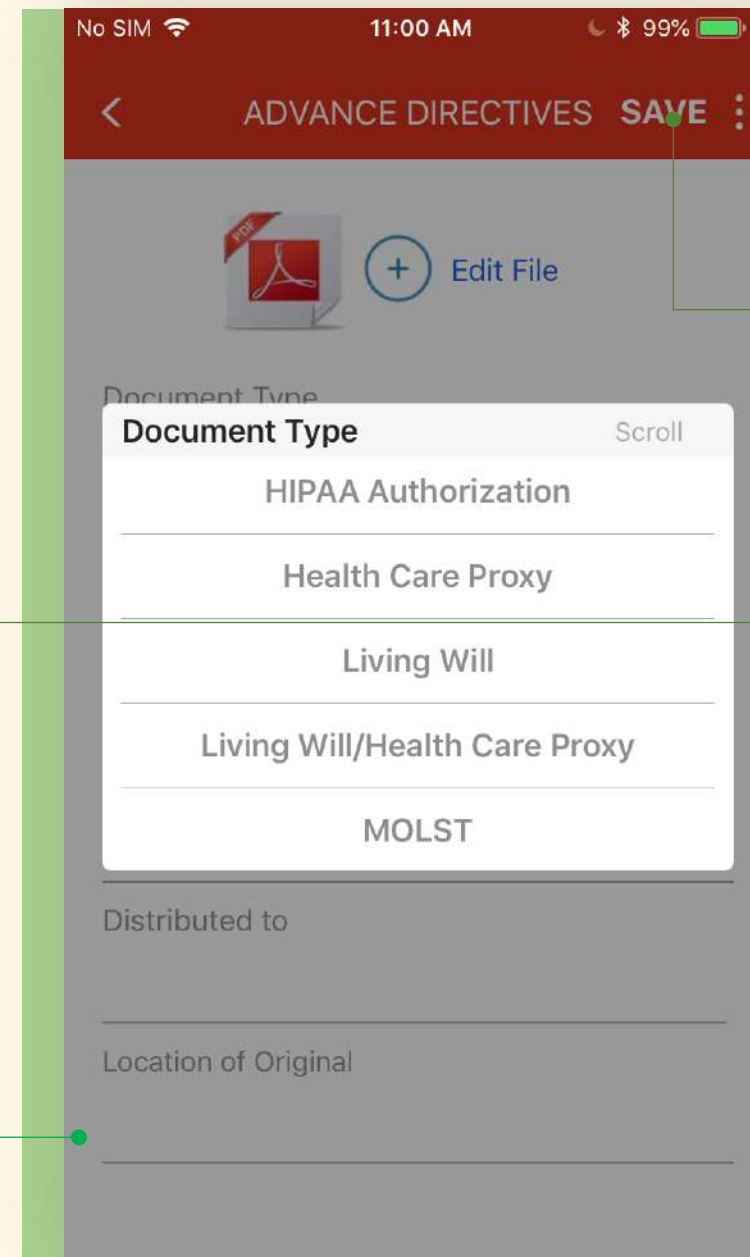 No SIM 11:00 AM 99%
< ADVANCE DIRECTIVES SAVE
PDF
+ Edit File
Document Type
Document Type Scroll
HIPAA Authorization
Health Care Proxy
Living Will
Living Will/Health Care Proxy
MOLST
Distributed to
Location of Original